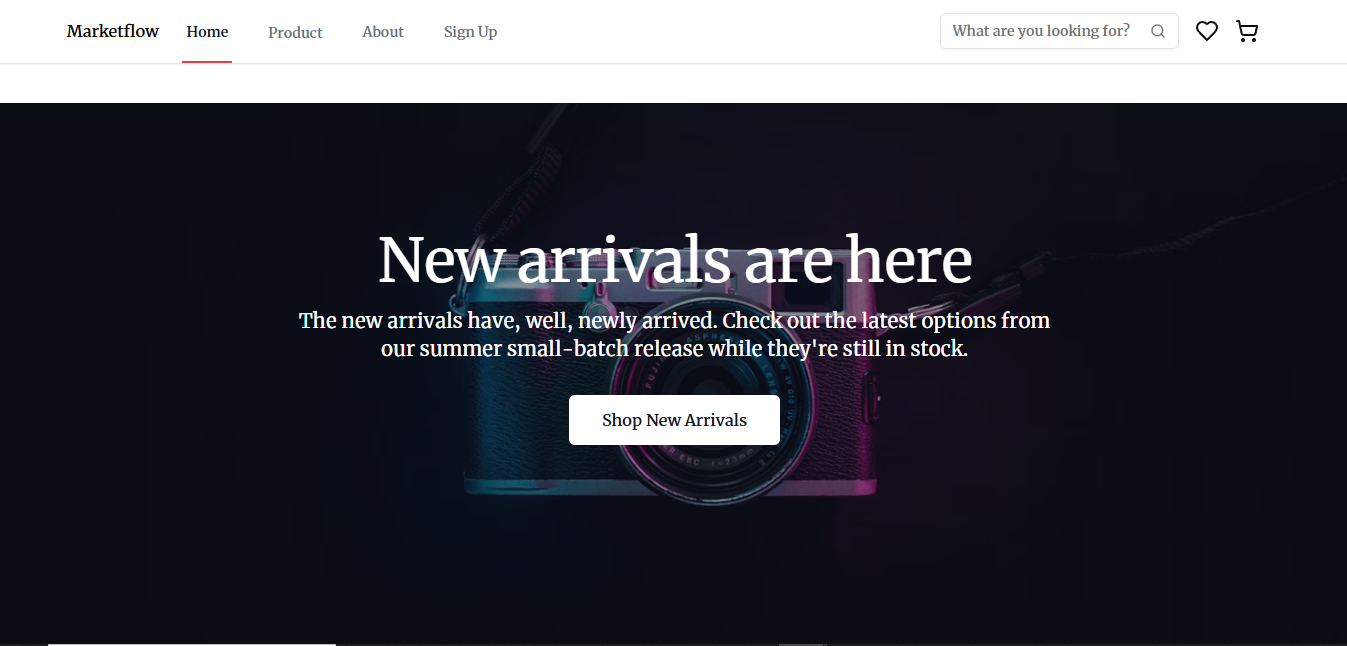 Marketflow Home Product About Sign Up What are you looking for?
New arrivals are here
The new arrivals have, well, newly arrived. Check out the latest options from
our summer small-batch release while they're still in stock.
Shop New Arrivals